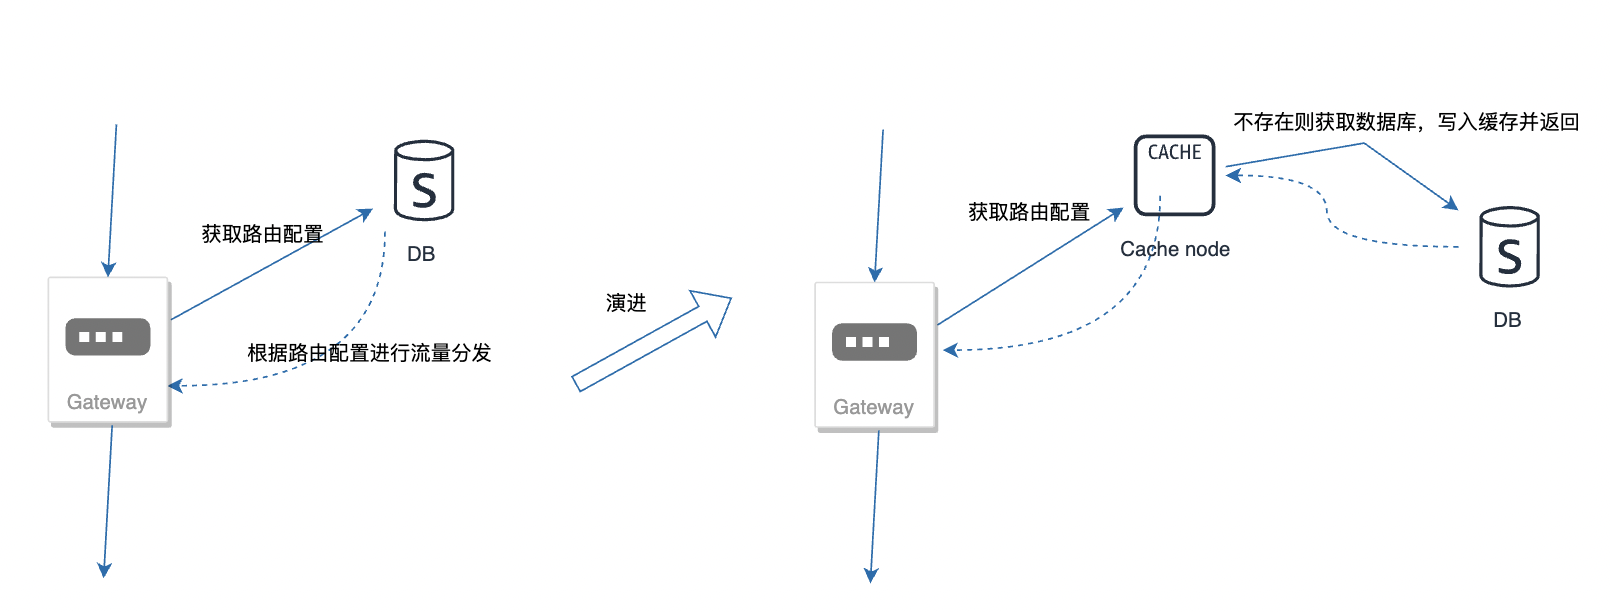 获取路由配置
S
DB
根据路由配置进行流量分发
Gateway
演进
不存在则获取数据库，写入缓存并返回
CACHE
获取路由配置
Cache node
S
DB
Gateway